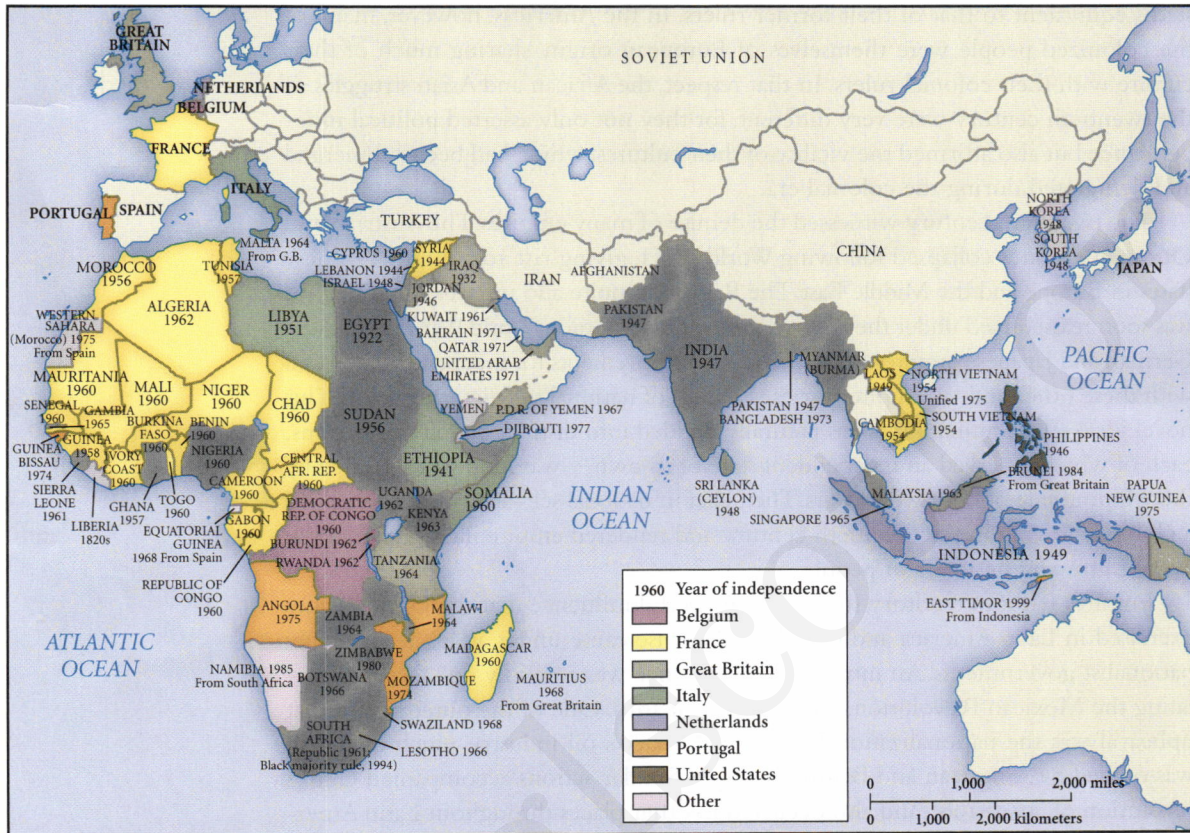 GREAT
BRITAIN
NETHERLANDS
BELGIUM
FRANCE
ITALY
PORTUGAL
SPAIN
SOVIET UNION
TURKEY
MALIA 1964
From G.B.
CYPRUS 1960
SYRIA
1944
LEBANON 1944
ISRAEL 1948
IRAQ
1932
JORDAN
1946
IRAN
AFGHANISTAN
CHINA
NORTH
KOREA
1948
SOUTH
KOREA
1948
JAPAN
MOROCCO
1956
TUNISIA
1957
ALGERIA
1962
LIBYA
1951
EGYPT
1922
KUWAIT 1961
BAHRAIN 1971
QATAR 1971
UNITED ARAB
EMIRATES 1971
PAKISTAN
1947
INDIA
1947
MYANMAR
(BURMA)
LAOS
1949
NORTH VIETNAM
1954
Unified 1975
SOUTH VIETNAM
1954
CAMBODIA
1954
PACIFIC
OCEAN
WESTERN
SAHARA
(Morocco) 1975
From Spain
MAURITANIA
1960
MALI
1960
NIGER
1960
CHAD
1960
SUDAN
1956
YEMEN
P.D.R. OF YEMEN 1967
DJIBOUTI 1977
PAKISTAN 1947
BANGLADESH 1973
PHILIPPINES
1946
SENEGAL
1960
GAMBIA
1965
GUINEA
1958
GUINEA
BISSAU
1974
BURKINA
FASO
1960
BENIN
1960
NIGERIA
1960
IVORY
COAST
1960
SIERRA
LEONE
1961
LIBERIA
1820s
GHANA
1957
TOGO
1960
CAMEROON
1960
CENTRAL
AFR. REP.
1960
ETHIOPIA
1941
SOMALIA
1960
EQUATORIAL
GUINEA
1968 From Spain
GABON
1960
REPUBLIC OF
CONGO
1960
DEMOCRATIC
REP. OF CONGO
1960
UGANDA
1962
KENYA
1963
BURUNDI 1962
RWANDA 1962
TANZANIA
1964
INDIAN
OCEAN
SRI LANKA
(CEYLON)
1948
MALAYSIA 1963
BRUNEI 1984
From Great Britain
SINGAPORE 1965
PAPUA
NEW GUINEA
1975
INDONESIA 1949
EAST TIMOR 1999
From Indonesia
ATLANTIC
OCEAN
ANGOLA
1975
ZAMBIA
1964
MALAWI
1964
ZIMBABWE
1980
MOZAMBIQUE
1974
MADAGASCAR
1960
MAURITIUS
1968
From Great Britain
NAMIBIA 1985
From South Africa
BOTSWANA
1966
SWAZILAND 1968
LESOTHO 1966
SOUTH
AFRICA
(Republic 1961;
Black majority rule, 1994)
1960 Year of independence
Belgium
France
Great Britain
Italy
Netherlands
Portugal
United States
Other
0 1,000 2,000 miles
0 1,000 2,000 kilometers